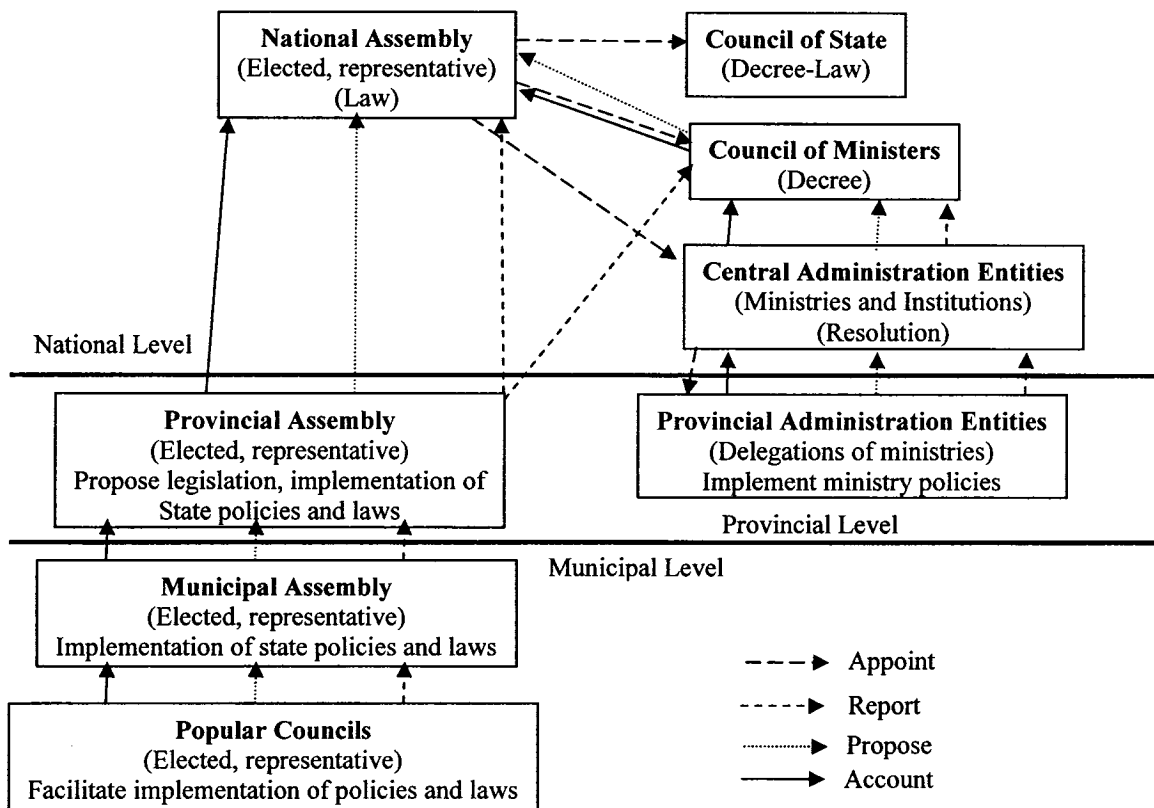 National Assembly
(Elected, representative)
(Law)
Council of State
(Decree-Law)
Council of Ministers
(Decree)
Central Administration Entities
(Ministries and Institutions)
(Resolution)
National Level
Provincial Assembly
(Elected, representative)
Propose legislation, implementation of
State policies and laws
Provincial Administration Entities
(Delegations of ministries)
Implement ministry policies
Provincial Level
Municipal Level
Municipal Assembly
(Elected, representative)
Implementation of state policies and laws
Popular Councils
(Elected, representative)
Facilitate implementation of policies and laws
Appoint
Report
Propose
Account